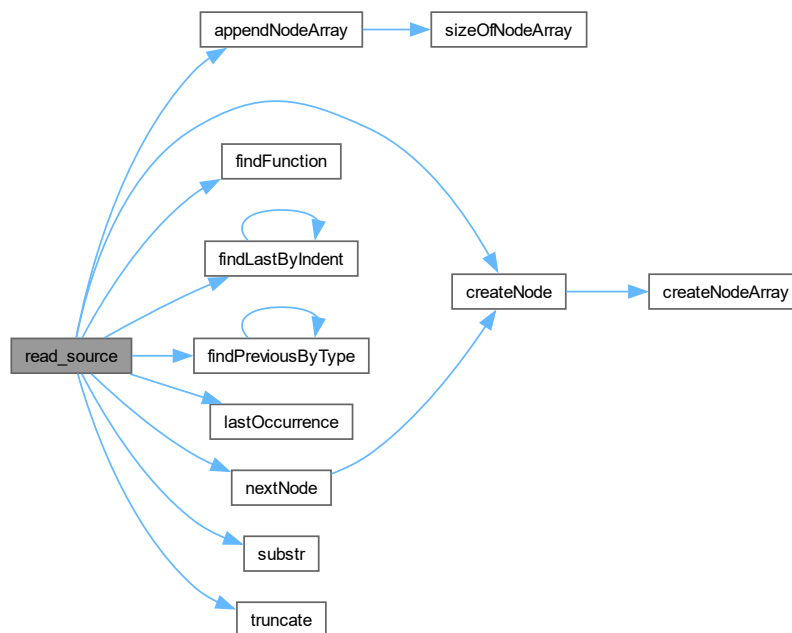 appendNodeArray
sizeOfNodeArray
findFunction
findLastByIndent
createNode
createNodeArray
read_source
findPreviousByType
lastOccurrence
nextNode
substr
truncate